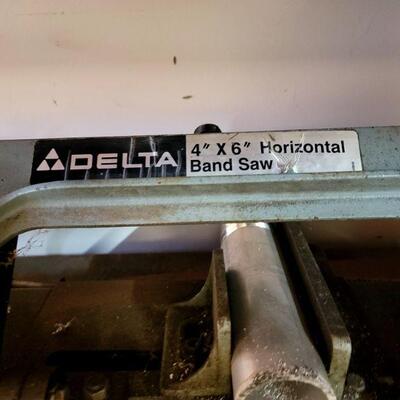 DELTA
4" X 6" Horizontal
Band Saw